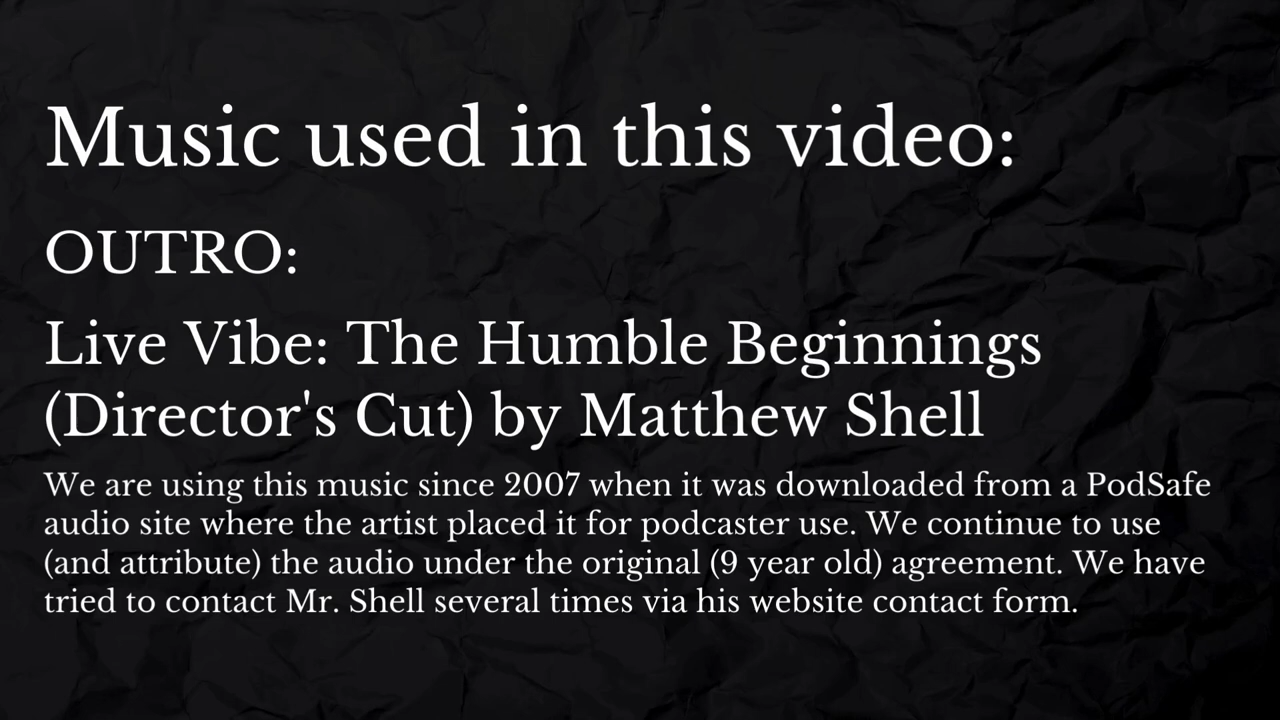 Music used in this video:
OUTRO:
Live Vibe: The Humble Beginnings
(Director's Cut) by Matthew Shell
We are using this music since 2007 when it was downloaded from a PodSafe
audio site where the artist placed it for podcaster use. We continue to use
(and attribute) the audio under the original (9 year old) agreement. We have
tried to contact Mr. Shell several times via his website contact form.